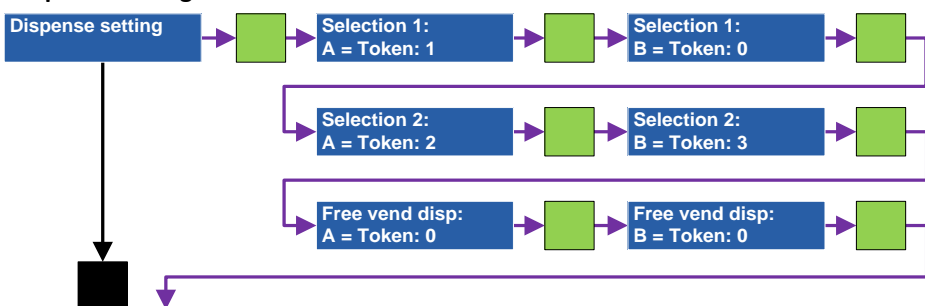 Dispense setting
Selection 1:
A = Token: 1
Selection 1:
B = Token: 0
Selection 2:
A = Token: 2
Selection 2:
B = Token: 3
Free vend disp:
A = Token: 0
Free vend disp:
B = Token: 0